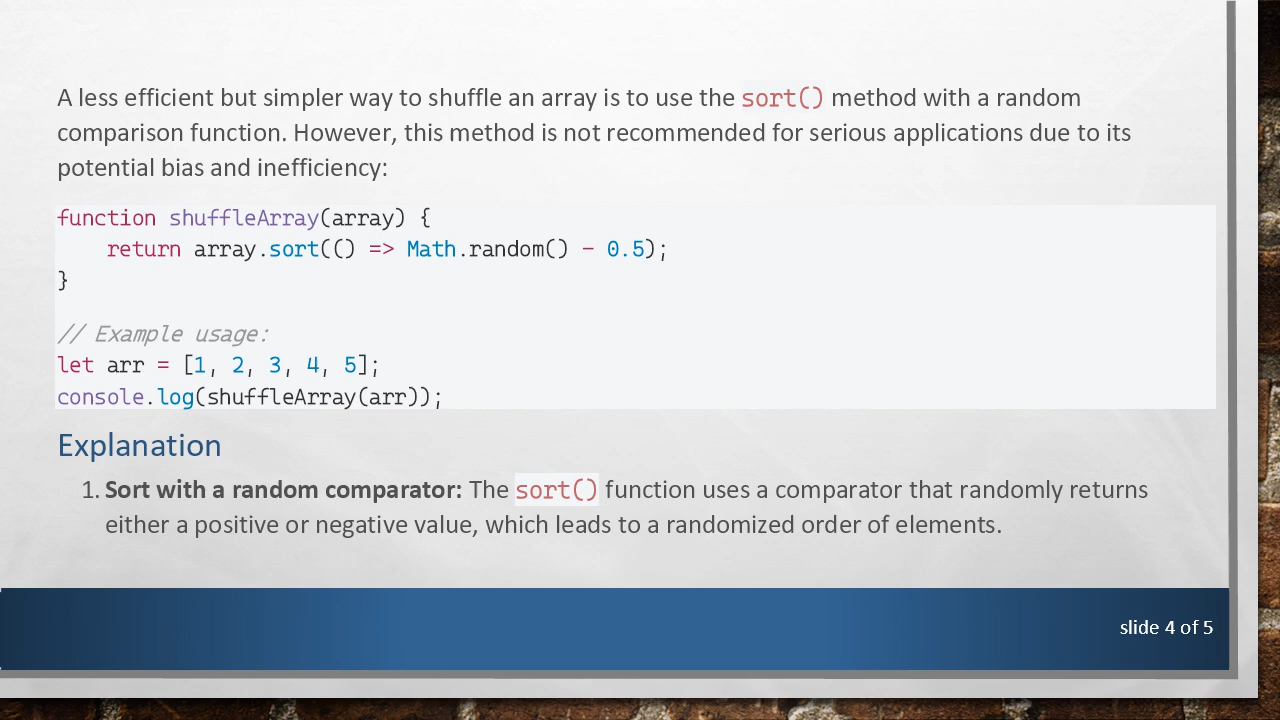 A less efficient but simpler way to shuffle an array is to use the sort() method with a random
comparison function. However, this method is not recommended for serious applications due to its
potential bias and inefficiency:
function shuffleArray(array) {
    return array.sort(() => Math.random() - 0.5);
}
// Example usage:
let arr = [1, 2, 3, 4, 5];
console.log(shuffleArray(arr));
Explanation
1. Sort with a random comparator: The sort() function uses a comparator that randomly returns
either a positive or negative value, which leads to a randomized order of elements.
slide 4 of 5